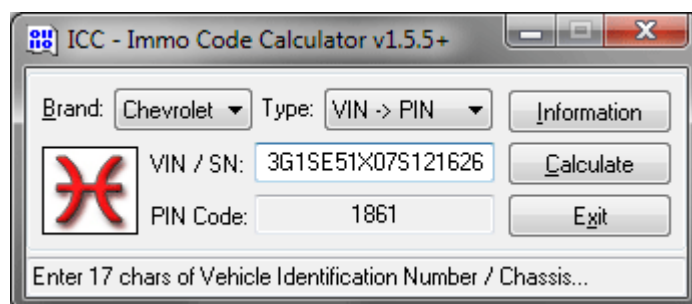 ICC - Immo Code Calculator v1.5.5+
Brand: Chevrolet Type: VIN -> PIN Information
VIN / SN: 3G1SE51X07S121626 Calculate
PIN Code: 1861 Exit
Enter 17 chars of Vehicle Identification Number / Chassis...